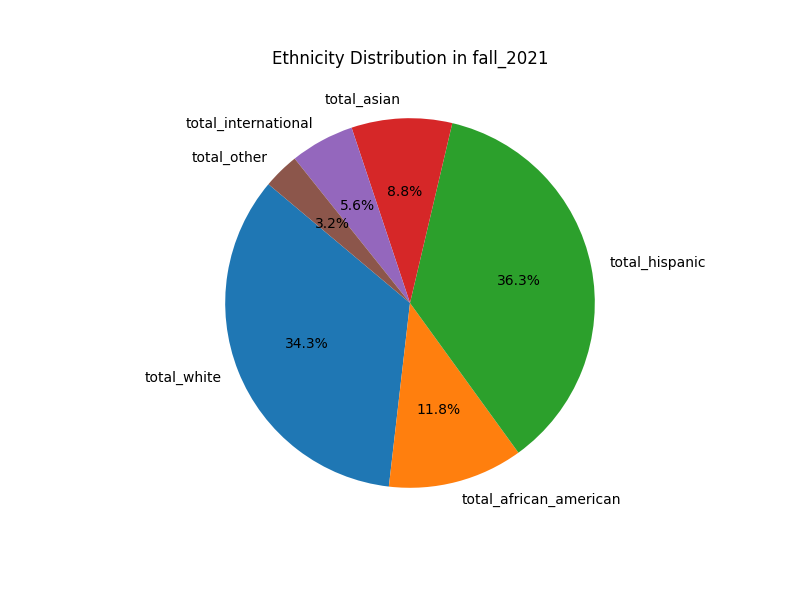 Ethnicity Distribution in fall_2021
total_asian
total_international
total_other
8.8%
5.6%
3.2%
total_hispanic
36.3%
34.3%
total_white
11.8%
total_african_american